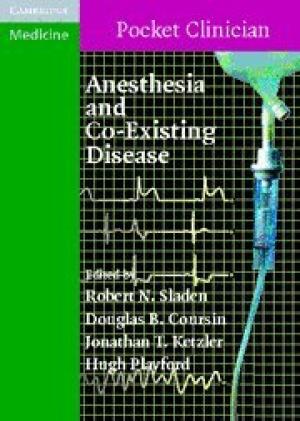 CAMBRIDGE
Medicine
Pocket Clinician
Anesthesia
and
Co-Existing
Disease
Edited by
Robert N. Sladen
Douglas B. Coursin
Jonathan T. Ketzler
Hugh Playford